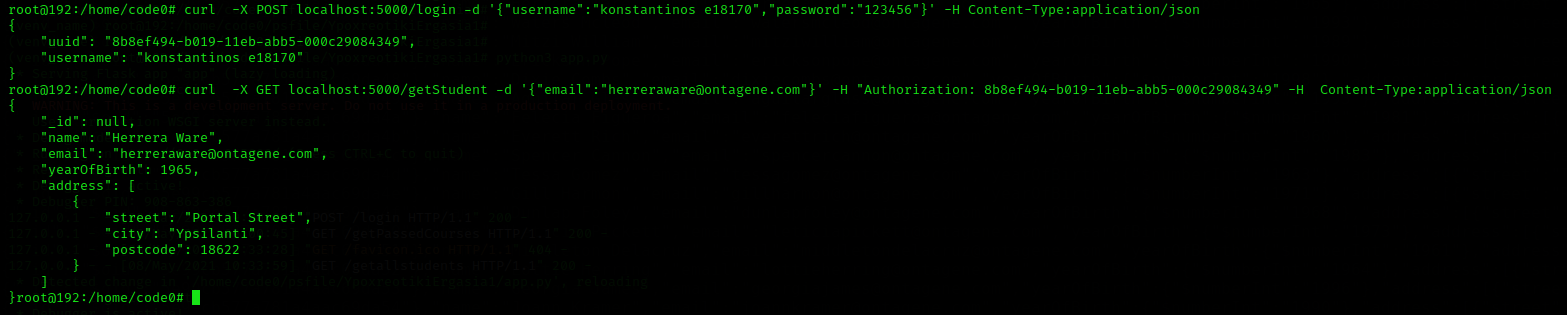 root@192:/home/code0# curl  -X POST localhost:5000/login -d '{"username":"konstantinos e18170","password":"123456"}' -H Content-Type:application/json
{
    "uuid": "8b8ef494-b019-11eb-abb5-000c29084349",
    "username": "konstantinos e18170"
}
root@192:/home/code0# curl  -X GET localhost:5000/getStudent -d '{"email":"herreraware@ontagene.com"}' -H "Authorization: 8b8ef494-b019-11eb-abb5-000c29084349" -H  Content-Type:application/json
{
    "_id": null,
    "name": "Herrera Ware",
    "email": "herreraware@ontagene.com",
    "yearOfBirth": 1965,
    "address": [
        {
            "street": "Portal Street",
            "city": "Ypsilanti",
            "postcode": 18622
        }
    ]
}root@192:/home/code0#